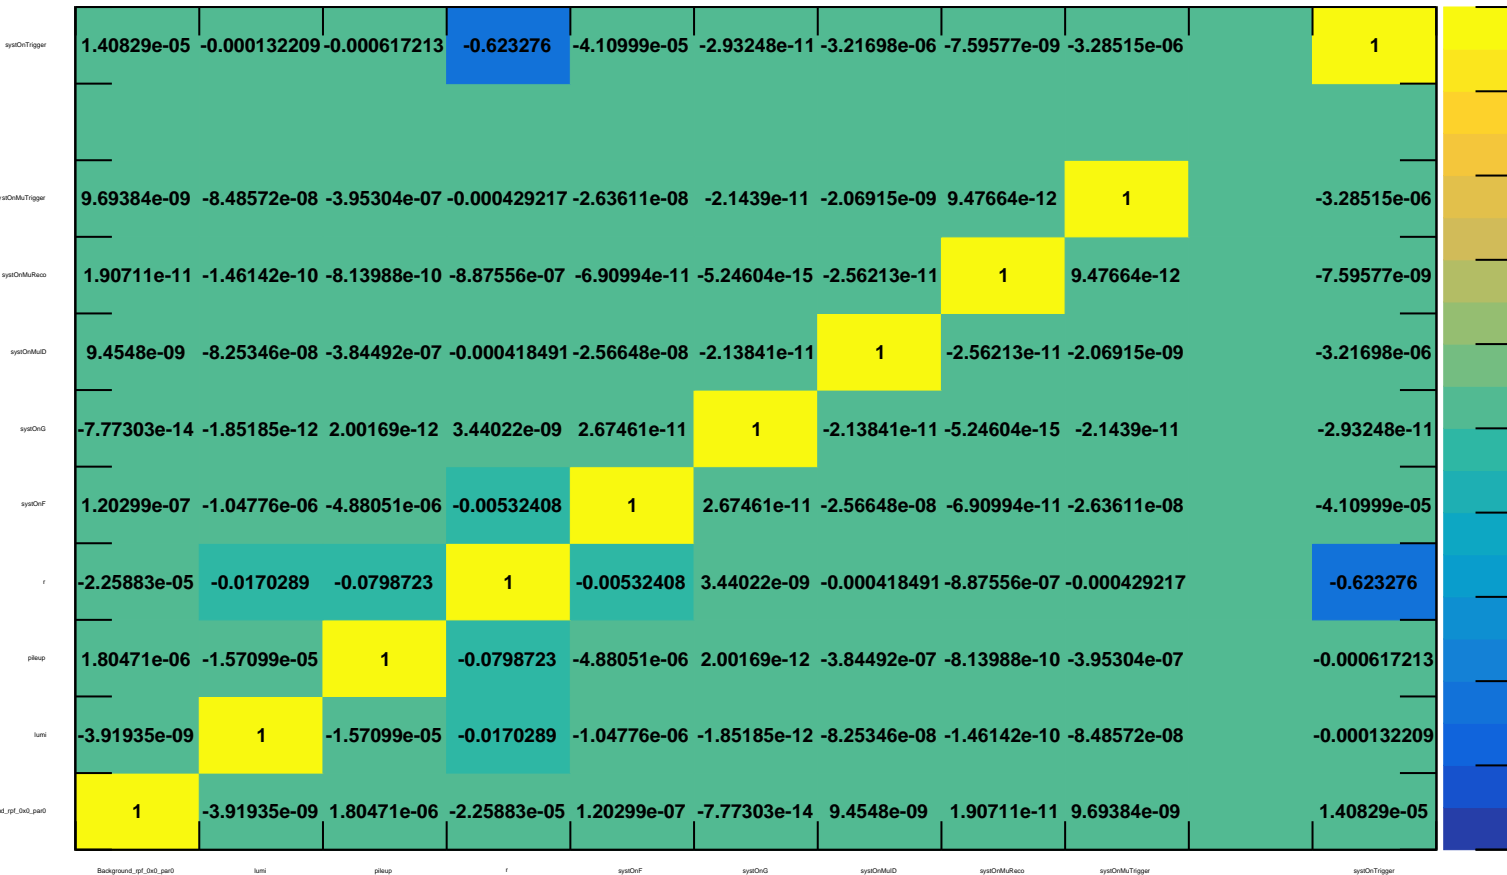 systOnTrigger 1.40829e-05 -0.000132209 -0.000617213 -0.623276 -4.10999e-05 -2.93248e-11 -3.21698e-06 -7.59577e-09 -3.28515e-06 1
stOnMuTrigger 9.69384e-09 -8.48572e-08 -3.95304e-07 -0.000429217 -2.63611e-08 -2.1439e-11 -2.06915e-09 9.47664e-12 1 -3.28515e-06
systOnMuReco 1.90711e-11 -1.46142e-10 -8.13988e-10 -8.87556e-07 -6.90994e-11 -5.24604e-15 -2.56213e-11 1 9.47664e-12 -7.59577e-09
systOnMuID 9.4548e-09 -8.25346e-08 -3.84492e-07 -0.000418491 -2.56648e-08 -2.13841e-11 1 -2.56213e-11 -2.06915e-09 -3.21698e-06
systOnG -7.77303e-14 -1.85185e-12 2.00169e-12 3.44022e-09 2.67461e-11 1 -2.13841e-11 -5.24604e-15 -2.1439e-11 -2.93248e-11
systOnF 1.20299e-07 -1.04776e-06 -4.88051e-06 -0.00532408 1 2.67461e-11 -2.56648e-08 -6.90994e-11 -2.63611e-08 -4.10999e-05
r -2.25883e-05 -0.0170289 -0.0798723 1 -0.00532408 3.44022e-09 -0.000418491 -8.87556e-07 -0.000429217 -0.623276
pileup 1.80471e-06 -1.57099e-05 1 -0.0798723 -4.88051e-06 2.00169e-12 -3.84492e-07 -8.13988e-10 -3.95304e-07 -0.000617213
lumi -3.91935e-09 1 -1.57099e-05 -0.0170289 -1.04776e-06 -1.85185e-12 -8.25346e-08 -1.46142e-10 -8.48572e-08 -0.000132209
d_rpf_0x0_par0 1 -3.91935e-09 1.80471e-06 -2.25883e-05 1.20299e-07 -7.77303e-14 9.4548e-09 1.90711e-11 9.69384e-09 1.40829e-05
Background_rpf_0x0_par0 lumi pileup r systOnF systOnG systOnMuID systOnMuReco systOnMuTrigger systOnTrigger